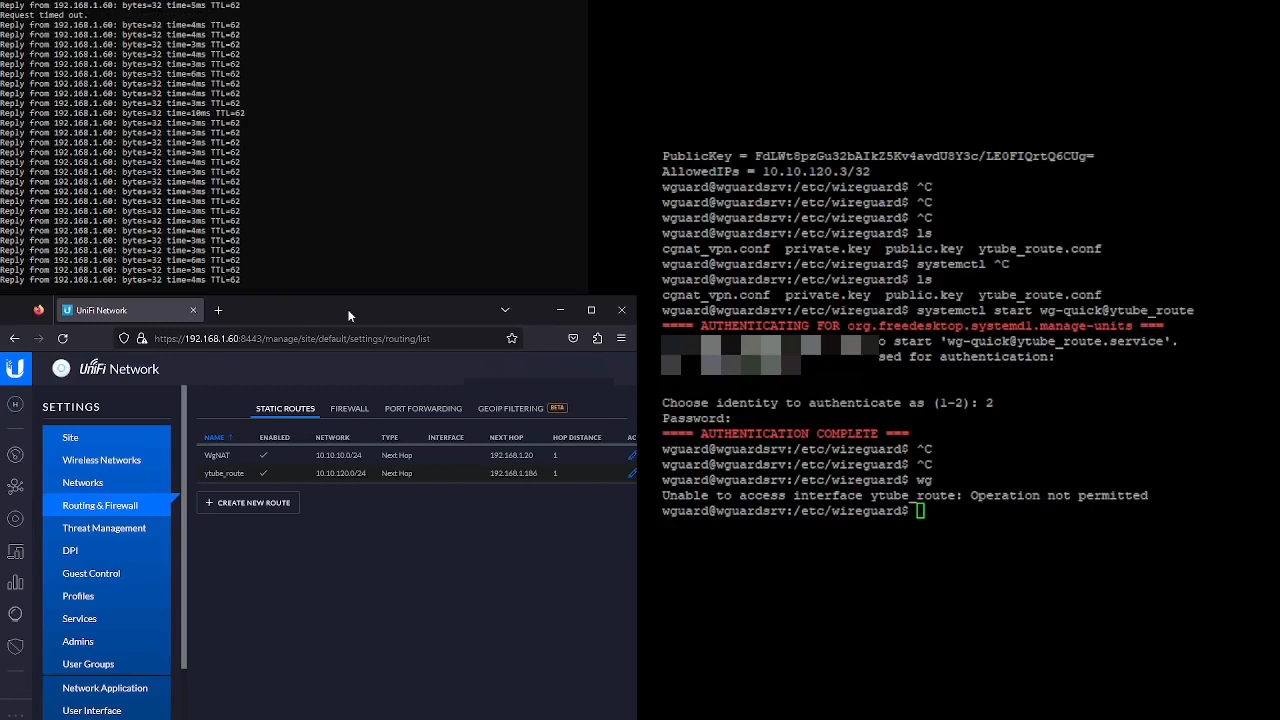 Reply from 192.168.1.60: bytes=32 time=5ms TTL=62
Request timed out.
Reply from 192.168.1.60: bytes=32 time=4ms TTL=62
Reply from 192.168.1.60: bytes=32 time=4ms TTL=62
Reply from 192.168.1.60: bytes=32 time=3ms TTL=62
Reply from 192.168.1.60: bytes=32 time=4ms TTL=62
Reply from 192.168.1.60: bytes=32 time=3ms TTL=62
Reply from 192.168.1.60: bytes=32 time=6ms TTL=62
Reply from 192.168.1.60: bytes=32 time=4ms TTL=62
Reply from 192.168.1.60: bytes=32 time=4ms TTL=62
Reply from 192.168.1.60: bytes=32 time=3ms TTL=62
Reply from 192.168.1.60: bytes=32 time=10ms TTL=62
Reply from 192.168.1.60: bytes=32 time=3ms TTL=62
Reply from 192.168.1.60: bytes=32 time=3ms TTL=62
Reply from 192.168.1.60: bytes=32 time=3ms TTL=62
Reply from 192.168.1.60: bytes=32 time=3ms TTL=62
Reply from 192.168.1.60: bytes=32 time=4ms TTL=62
Reply from 192.168.1.60: bytes=32 time=4ms TTL=62
Reply from 192.168.1.60: bytes=32 time=3ms TTL=62
Reply from 192.168.1.60: bytes=32 time=3ms TTL=62
Reply from 192.168.1.60: bytes=32 time=3ms TTL=62
Reply from 192.168.1.60: bytes=32 time=3ms TTL=62
Reply from 192.168.1.60: bytes=32 time=3ms TTL=62
Reply from 192.168.1.60: bytes=32 time=4ms TTL=62
Reply from 192.168.1.60: bytes=32 time=3ms TTL=62
Reply from 192.168.1.60: bytes=32 time=3ms TTL=62
Reply from 192.168.1.60: bytes=32 time=6ms TTL=62
Reply from 192.168.1.60: bytes=32 time=3ms TTL=62
Reply from 192.168.1.60: bytes=32 time=4ms TTL=62
UniFi Network
https://192.168.1.60:8443/manage/site/default/settings/routing/list
UniFi Network
SETTINGS
Site
Wireless Networks
Networks
Routing & Firewall
Threat Management
DPI
Guest Control
Profiles
Services
Admins
User Groups
Network Application
User Interface
STATIC ROUTES FIREWALL PORT FORWARDING GEOIP FILTERING BETA
NAME ↑ ENABLED NETWORK TYPE INTERFACE NEXT HOP HOP DISTANCE AC
WgNAT ✓ 10.10.10.0/24 Next Hop 192.168.1.20 1
ytube_route ✓ 10.10.120.0/24 Next Hop 192.168.1.186 1
+ CREATE NEW ROUTE
PublicKey = FdLWt8pzGu32bAIkZ5Kv4avdU8Y3c/LE0FIQrtQ6CUg=
AllowedIPs = 10.10.120.3/32
wguard@wguardsrv:/etc/wireguard$ ^C
wguard@wguardsrv:/etc/wireguard$ ^C
wguard@wguardsrv:/etc/wireguard$ ^C
wguard@wguardsrv:/etc/wireguard$ ls
cgnat_vpn.conf private.key public.key ytube_route.conf
wguard@wguardsrv:/etc/wireguard$ systemctl ^C
wguard@wguardsrv:/etc/wireguard$ ls
cgnat_vpn.conf private.key public.key ytube_route.conf
wguard@wguardsrv:/etc/wireguard$ systemctl start wg-quick@ytube_route
==== AUTHENTICATING FOR org.freedesktop.systemd1.manage-units ===
o start 'wg-quick@ytube_route.service'.
sed for authentication:
Choose identity to authenticate as (1-2): 2
Password:
==== AUTHENTICATION COMPLETE ===
wguard@wguardsrv:/etc/wireguard$ ^C
wguard@wguardsrv:/etc/wireguard$ ^C
wguard@wguardsrv:/etc/wireguard$ wg
Unable to access interface ytube_route: Operation not permitted
wguard@wguardsrv:/etc/wireguard$